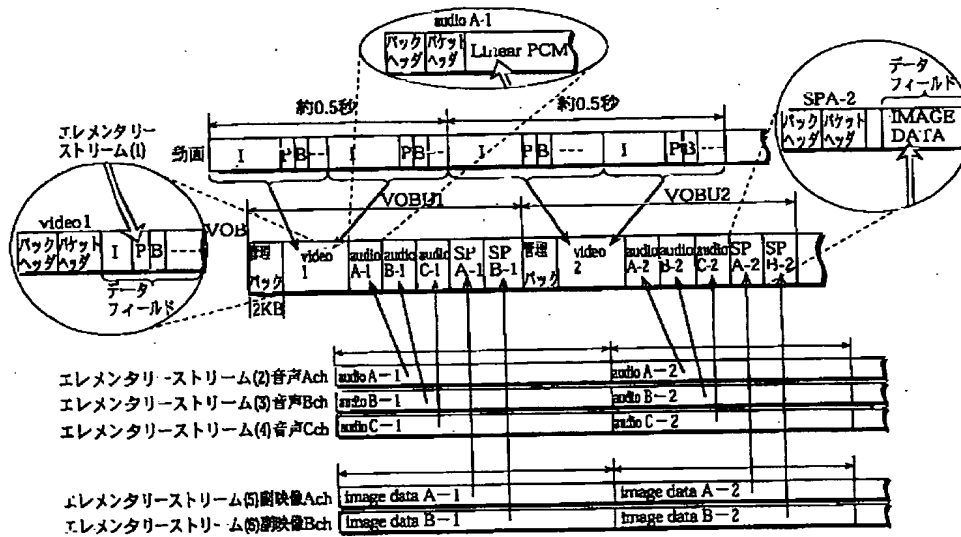 audio A-1
パック パケット
ヘッダ ヘッダ Linear PCM
データ
フィールド
SPA-2
パック パケット IMAGE
ヘッダ ヘッダ DATA
約0.5秒 約0.5秒
エレメンタリー
ストリーム(1)
動画 I P B ---- I P B --- I P B ---- I P B ---
VOBU1 VOBU2
VOB
video 1
パック パケット I P B ----
ヘッダ ヘッダ
データ
フィールド
管理 video audio audio audio SP SP 管理 video audio audio audio SP SP
パック 1 A-1 B-1 C-1 A-1 B-1 パック 2 A-2 B-2 C-2 A-2 B-2
2KB
エレメンタリーストリーム(2)音声Ach audio A-1 audio A-2
エレメンタリーストリーム(3)音声Bch audio B-1 audio B-2
エレメンタリーストリーム(4)音声Cch audio C-1 audio C-2
エレメンタリーストリーム(5)副映像Ach image data A-1 image data A-2
エレメンタリーストリーム(6)副映像Bch image data B-1 image data B-2